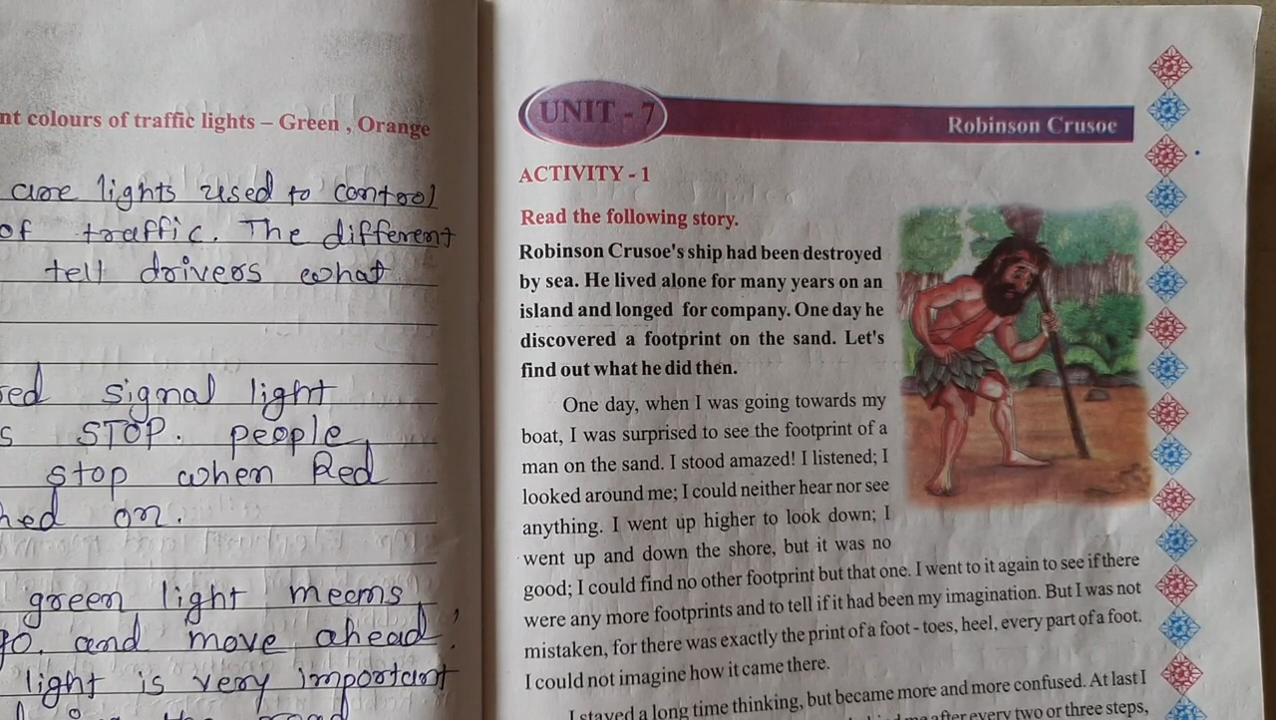 nt colours of traffic lights – Green , Orange
are lights used to control
of traffic. The different
tell drivers what
signal light
s STOP. people
stop when Red
on.
green light meems
go, and move ahead.
light is very important
UNIT - 7
Robinson Crusoe
ACTIVITY - 1
Read the following story.
Robinson Crusoe's ship had been destroyed
by sea. He lived alone for many years on an
island and longed for company. One day he
discovered a footprint on the sand. Let's
find out what he did then.
One day, when I was going towards my
boat, I was surprised to see the footprint of a
man on the sand. I stood amazed! I listened; I
looked around me; I could neither hear nor see
anything. I went up higher to look down; I
went up and down the shore, but it was no
good; I could find no other footprint but that one. I went to it again to see if there
were any more footprints and to tell if it had been my imagination. But I was not
mistaken, for there was exactly the print of a foot - toes, heel, every part of a foot.
I could not imagine how it came there.
I stayed a long time thinking, but became more and more confused. At last I
me after every two or three steps,